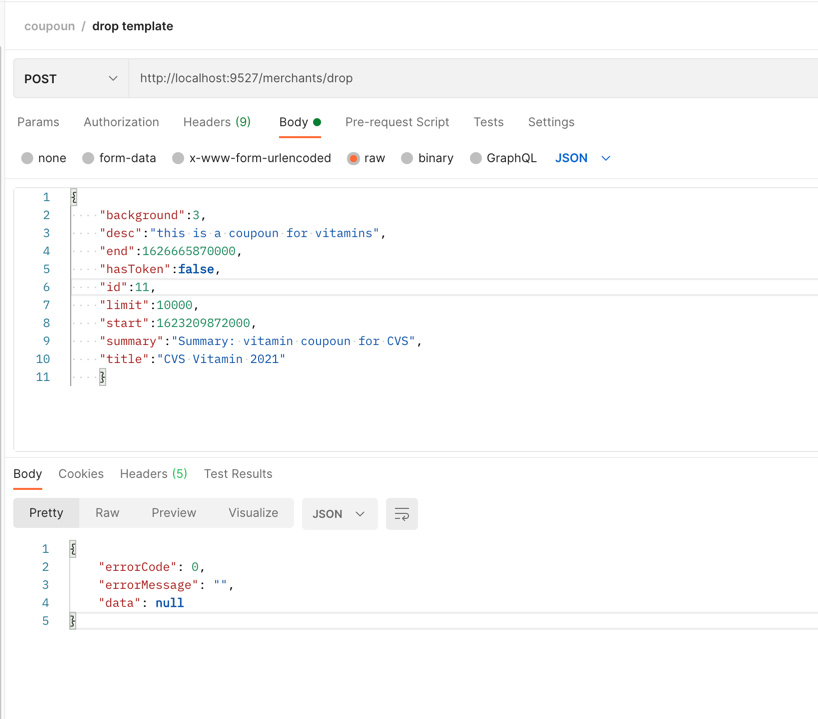 coupoun / drop template
POST http://localhost:9527/merchants/drop
Params Authorization Headers (9) Body Pre-request Script Tests Settings
none form-data x-www-form-urlencoded raw binary GraphQL JSON
1 {
2 "background":3,
3 "desc":"this is a coupoun for vitamins",
4 "end":1626665870000,
5 "hasToken":false,
6 "id":11,
7 "limit":10000,
8 "start":1623209872000,
9 "summary":"Summary: vitamin coupoun for CVS",
10 "title":"CVS Vitamin 2021"
11 }
Body Cookies Headers (5) Test Results
Pretty Raw Preview Visualize JSON
1 {
2 "errorCode": 0,
3 "errorMessage": "",
4 "data": null
5 }